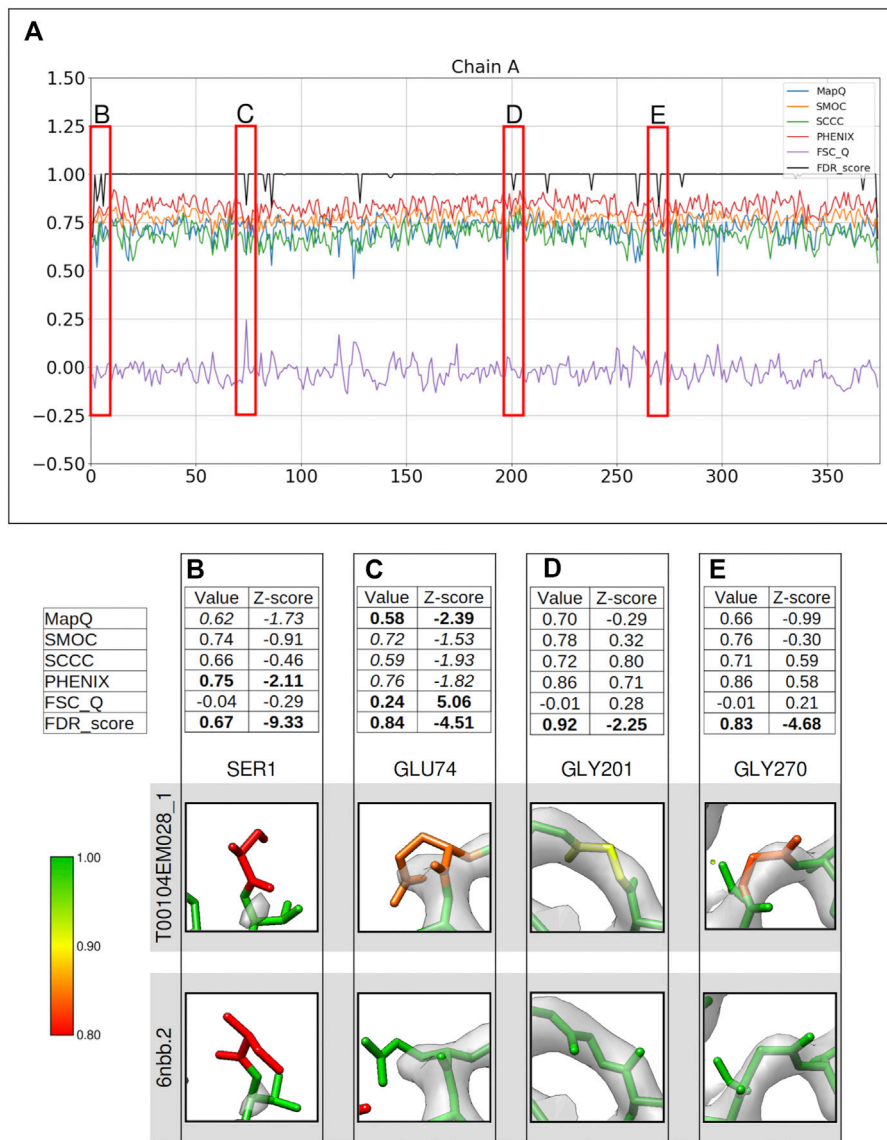 A
Chain A
1.50
1.25
1.00
0.75
0.50
0.25
0.00
−0.25
−0.50
0 50 100 150 200 250 300 350
B C D E
MapQ
SMOC
SCCC
PHENIX
FSC_Q
FDR_score
B C D E
Value Z-score Value Z-score Value Z-score Value Z-score
MapQ 0.62 -1.73 0.58 -2.39 0.70 -0.29 0.66 -0.99
SMOC 0.74 -0.91 0.72 -1.53 0.78 0.32 0.76 -0.30
SCCC 0.66 -0.46 0.59 -1.93 0.72 0.80 0.71 0.59
PHENIX 0.75 -2.11 0.76 -1.82 0.86 0.71 0.86 0.58
FSC_Q -0.04 -0.29 0.24 5.06 -0.01 0.28 -0.01 0.21
FDR_score 0.67 -9.33 0.84 -4.51 0.92 -2.25 0.83 -4.68
SER1 GLU74 GLY201 GLY270
T00104EM028_1
1.00
0.90
0.80
6nbb.2